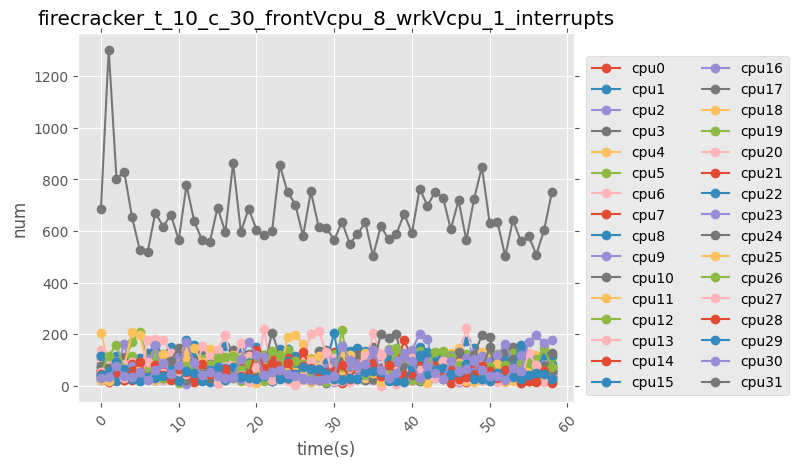 firecracker_t_10_c_30_frontVcpu_8_wrkVcpu_1_interrupts
num
1200
1000
800
600
400
200
0
0
10
20
30
40
50
60
time(s)
cpu0
cpu1
cpu2
cpu3
cpu4
cpu5
cpu6
cpu7
cpu8
cpu9
cpu10
cpu11
cpu12
cpu13
cpu14
cpu15
cpu16
cpu17
cpu18
cpu19
cpu20
cpu21
cpu22
cpu23
cpu24
cpu25
cpu26
cpu27
cpu28
cpu29
cpu30
cpu31